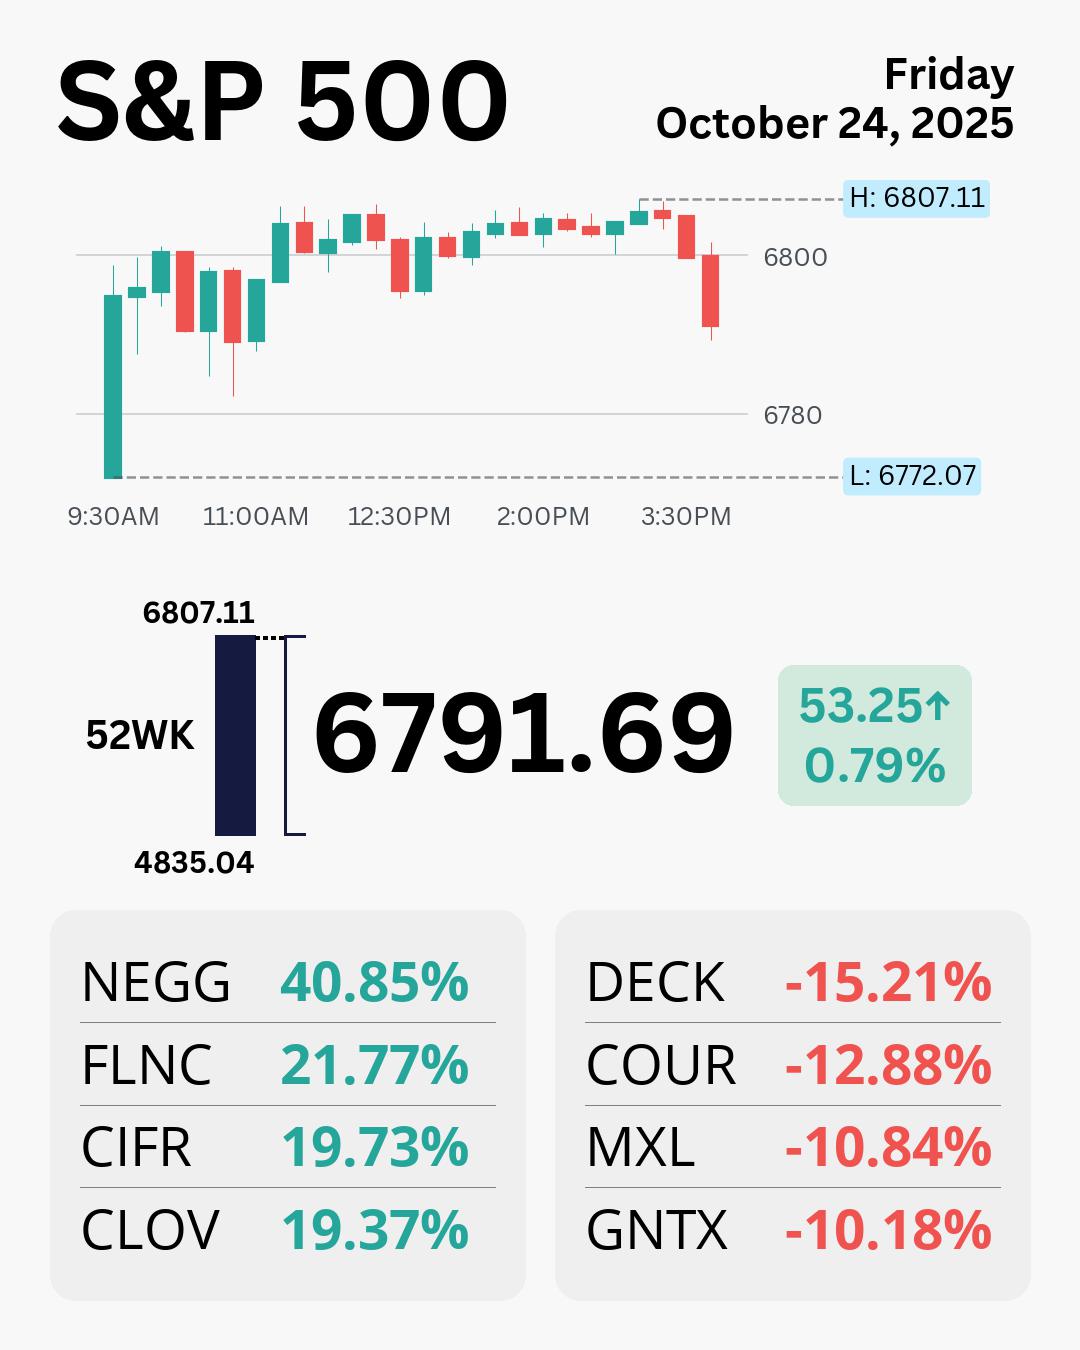 S&P 500
Friday
October 24, 2025
H: 6807.11
6800
6780
L: 6772.07
9:30AM 11:00AM 12:30PM 2:00PM 3:30PM
6807.11
52WK
4835.04
6791.69
53.25↑
0.79%
NEGG 40.85%
FLNC 21.77%
CIFR 19.73%
CLOV 19.37%
DECK -15.21%
COUR -12.88%
MXL -10.84%
GNTX -10.18%